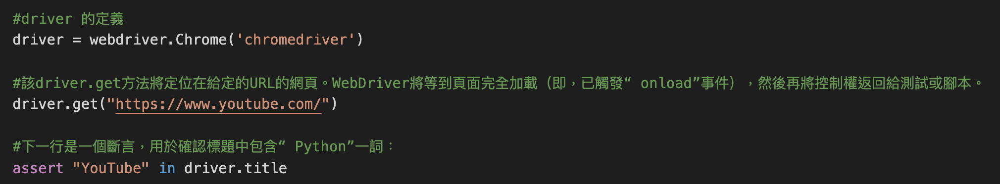 #driver 的定義
driver = webdriver.Chrome('chromedriver')
#該driver.get方法將定位在給定的URL的網頁。WebDriver將等到頁面完全加載（即，已觸發“ onload”事件），然後再將控制權返回給測試或腳本。
driver.get("https://www.youtube.com/")
#下一行是一個斷言，用於確認標題中包含“ Python”一詞：
assert "YouTube" in driver.title